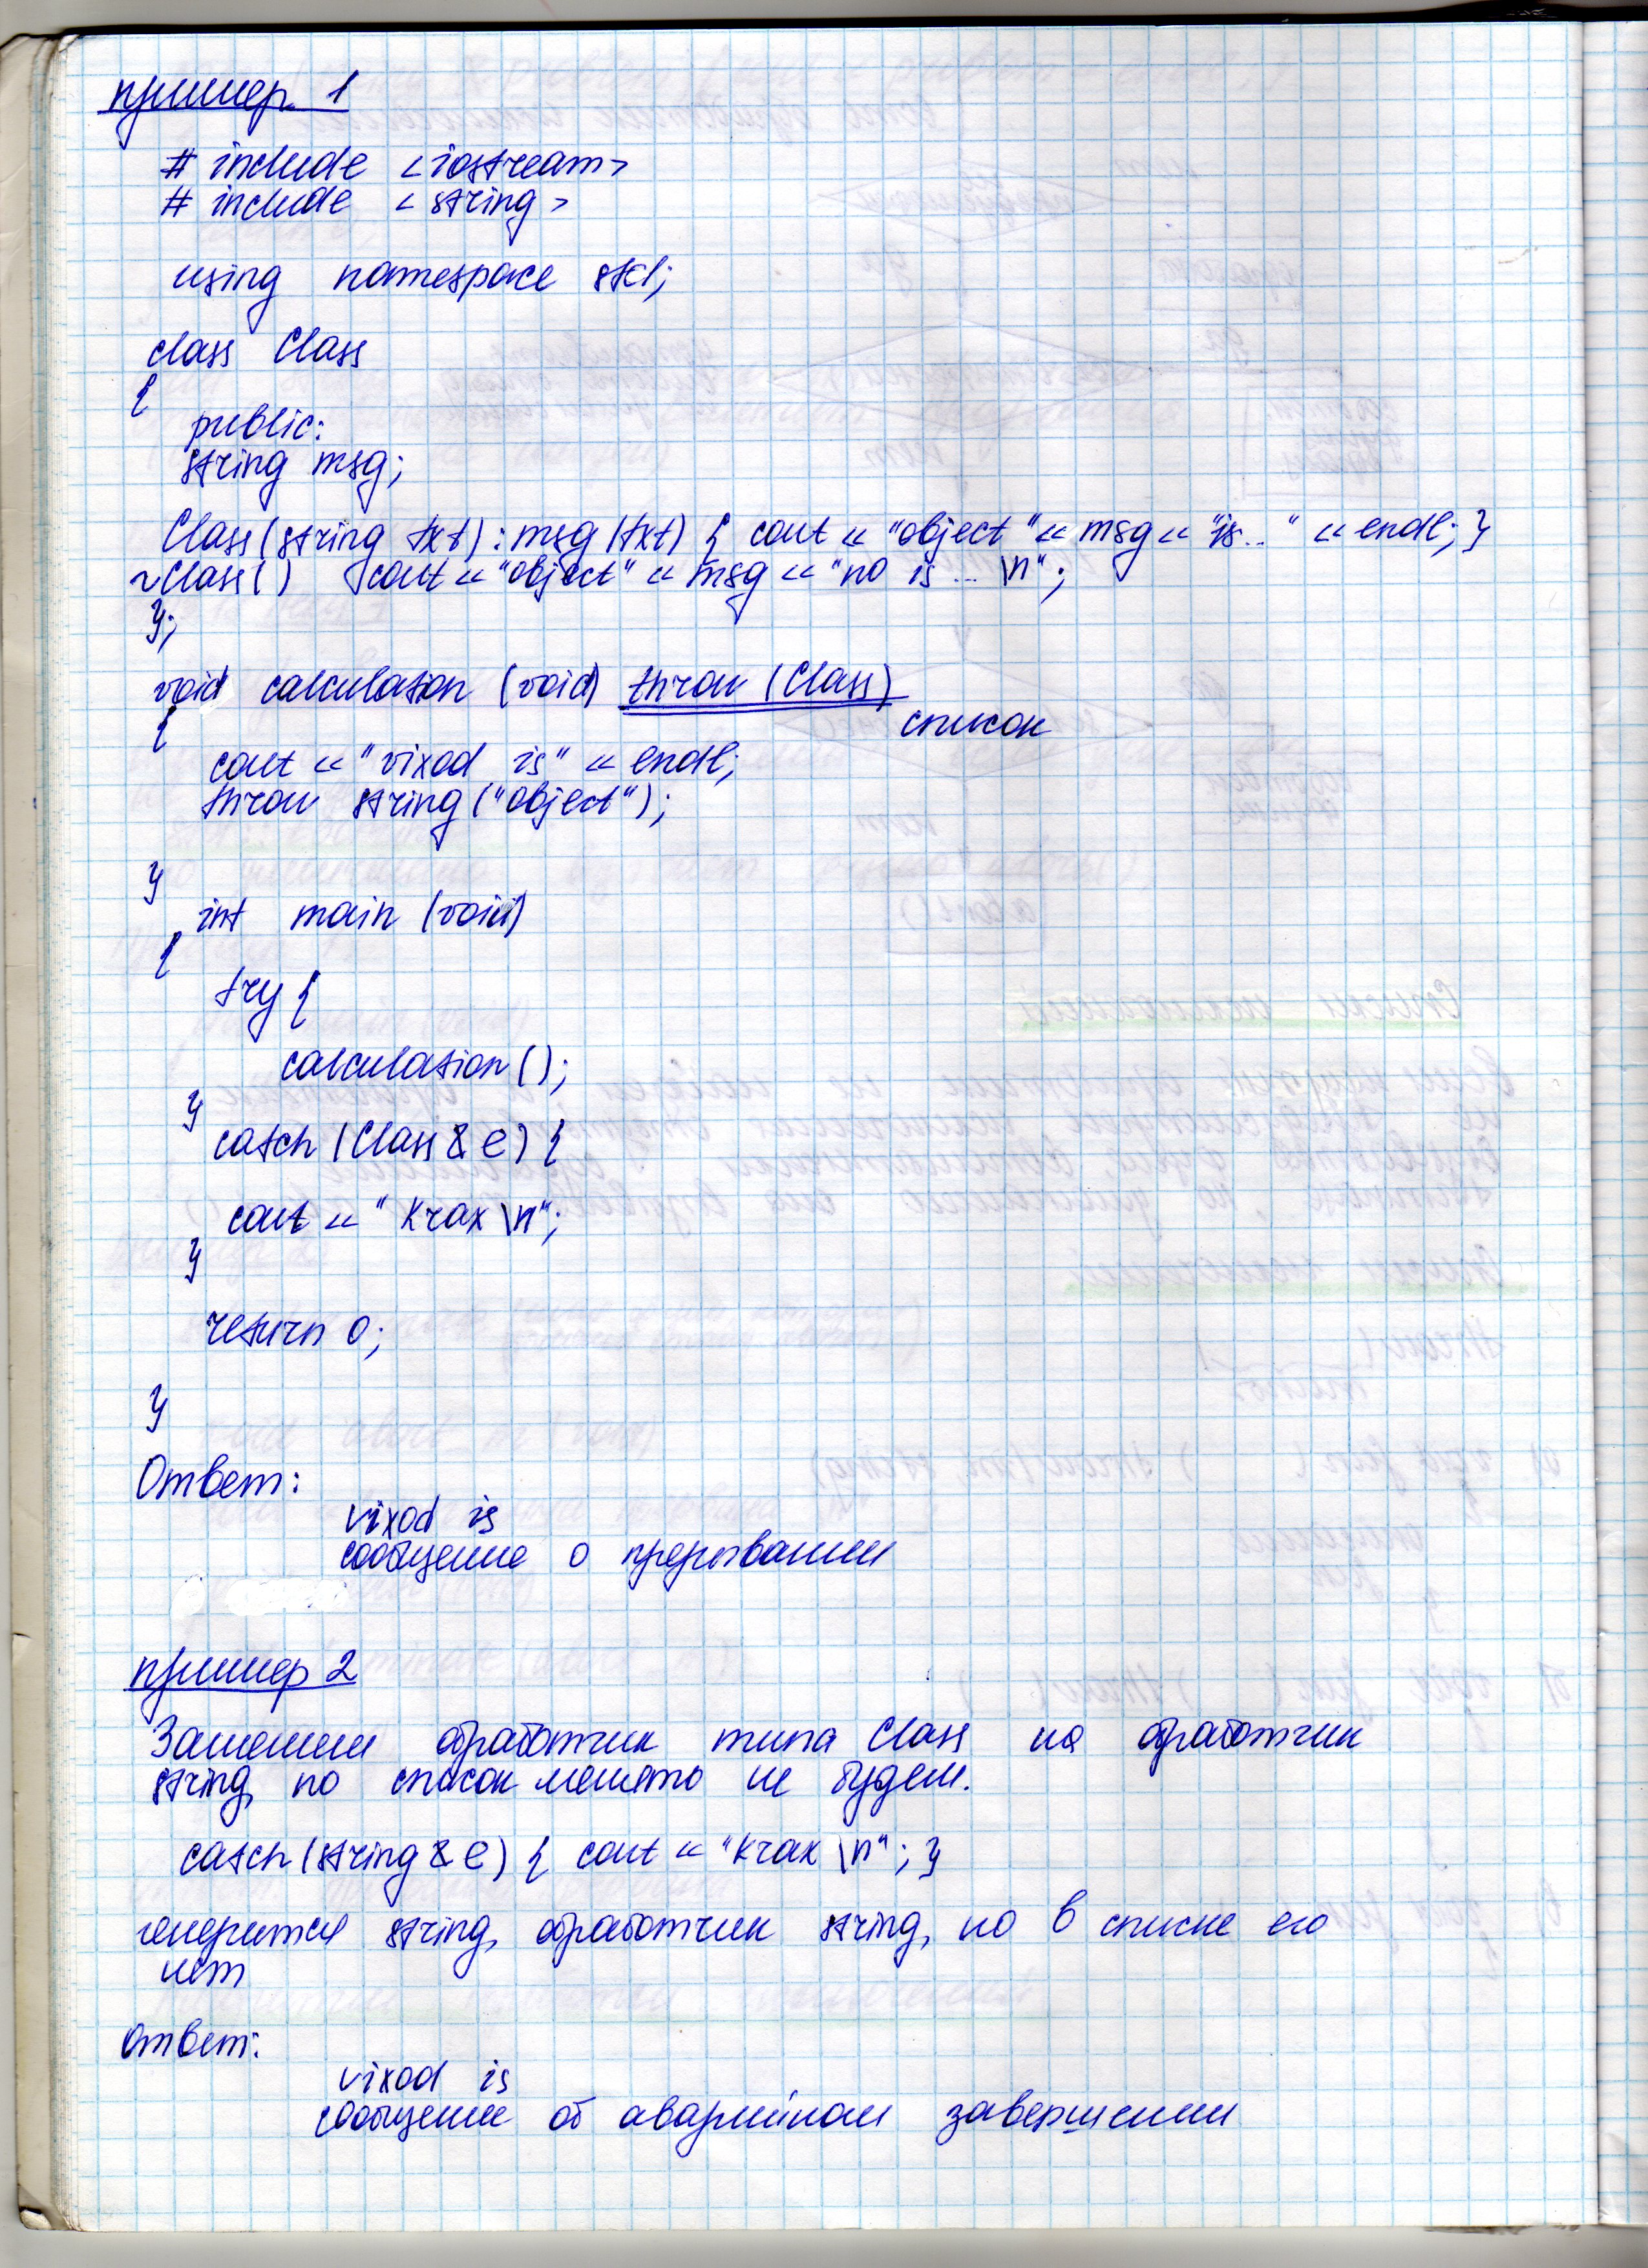 пример 1
# include <iostream>
# include <string>
using namespace std;
class Class
{
public:
string msg;
Class(string txt): msg(txt) { cout << "object" << msg << "is..." << endl; }
~Class() cout << "object" << msg << "no is ... \n";
};
void calculation (void) throw (Class)
список
{
cout << "vixod is" << endl;
throw string("object");
}
int main (void)
{
try {
calculation();
}
catch (Class & e) {
cout << "krax \n";
}
return 0;
}
Ответ:
vixod is
сообщение о прерывании
пример 2
Заменим обработчик типа Class на обработчик
string, но список менять не будем.
catch(string & e) { cout << "krax \n"; }
генерится string, обработчик string, но в списке его
нет
Ответ:
vixod is
сообщение об аварийном завершении